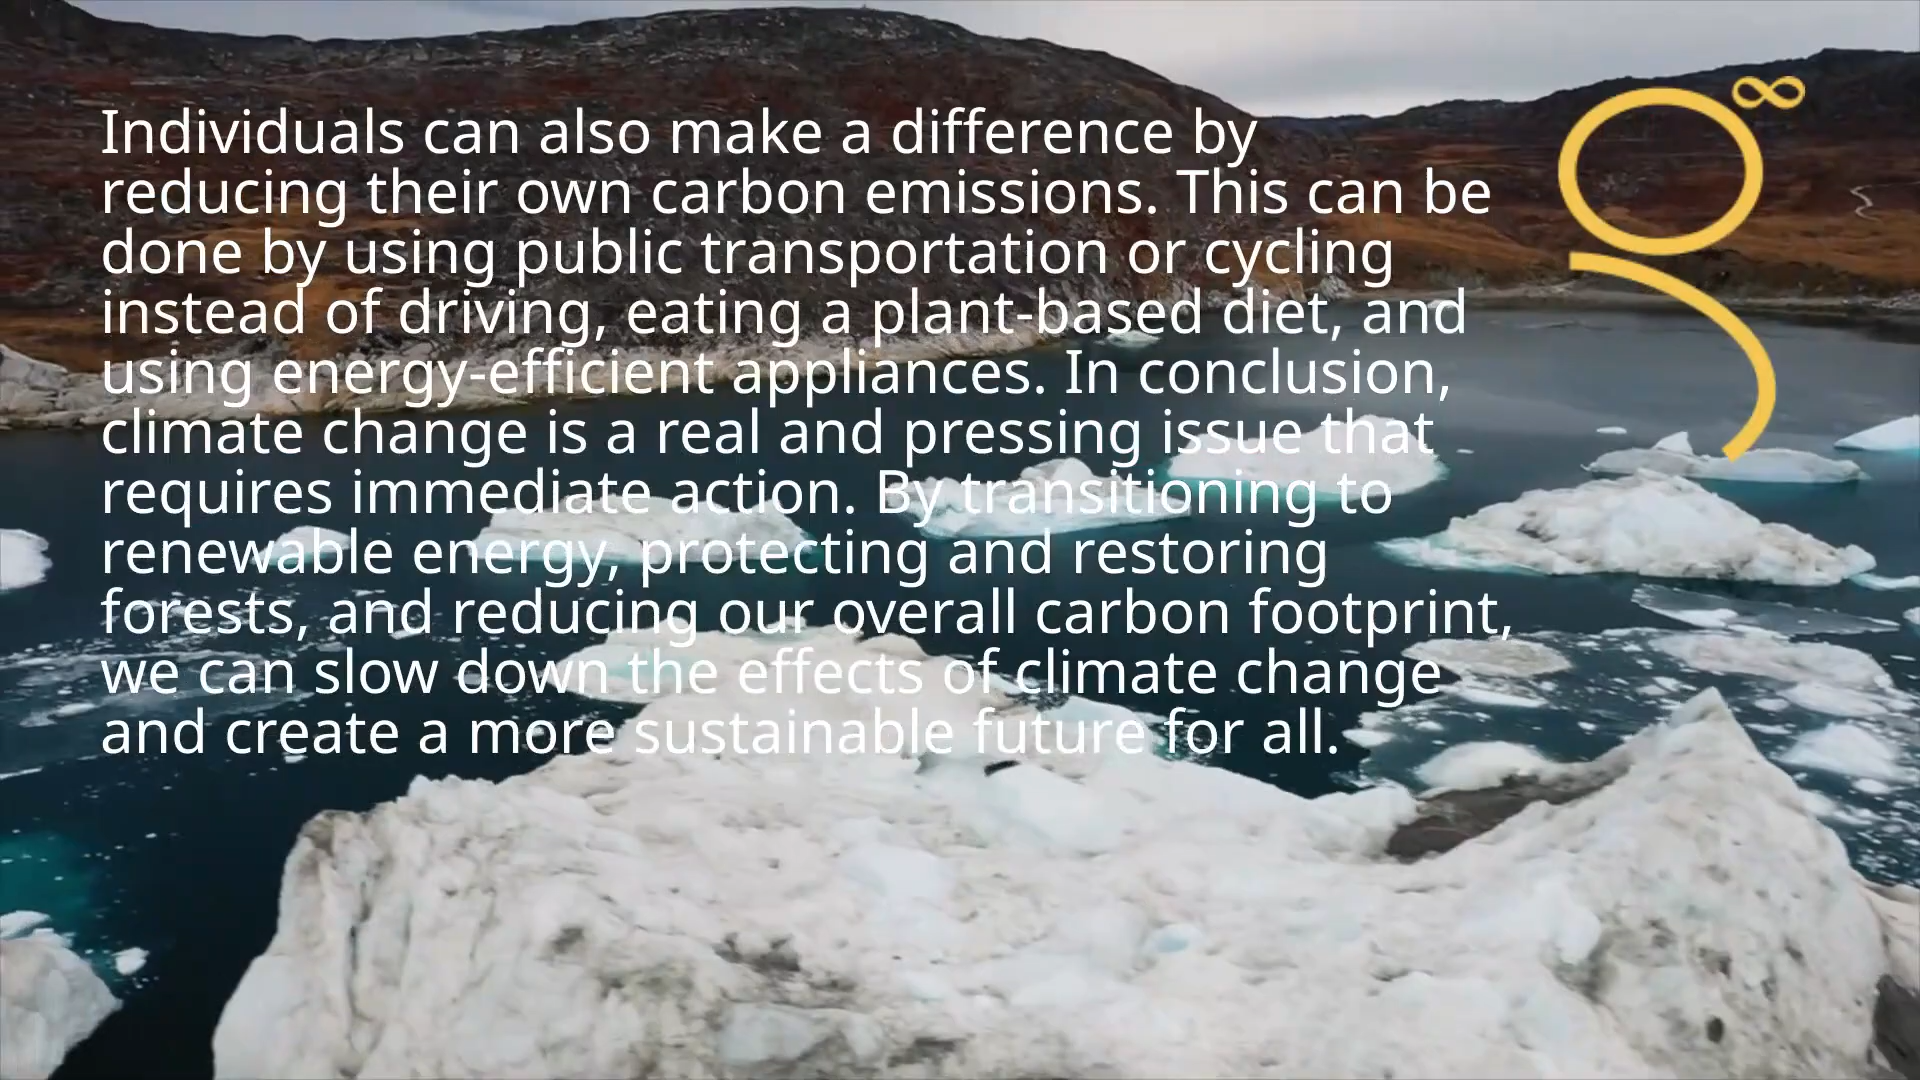 Individuals can also make a difference by
reducing their own carbon emissions. This can be
done by using public transportation or cycling
instead of driving, eating a plant-based diet, and
using energy-efficient appliances. In conclusion,
climate change is a real and pressing issue that
requires immediate action. By transitioning to
renewable energy, protecting and restoring
forests, and reducing our overall carbon footprint,
we can slow down the effects of climate change
and create a more sustainable future for all.